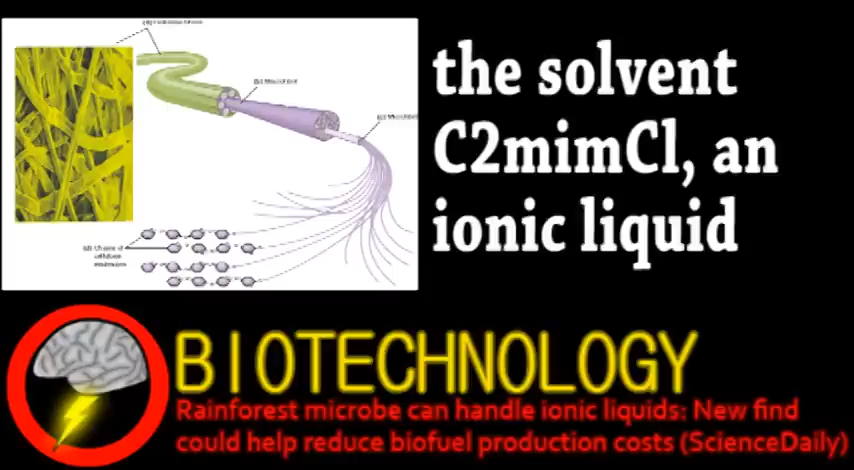 the solvent
C2mimCl, an
ionic liquid
BIOTECHNOLOGY
Rainforest microbe can handle ionic liquids: New find
could help reduce biofuel production costs (ScienceDaily)